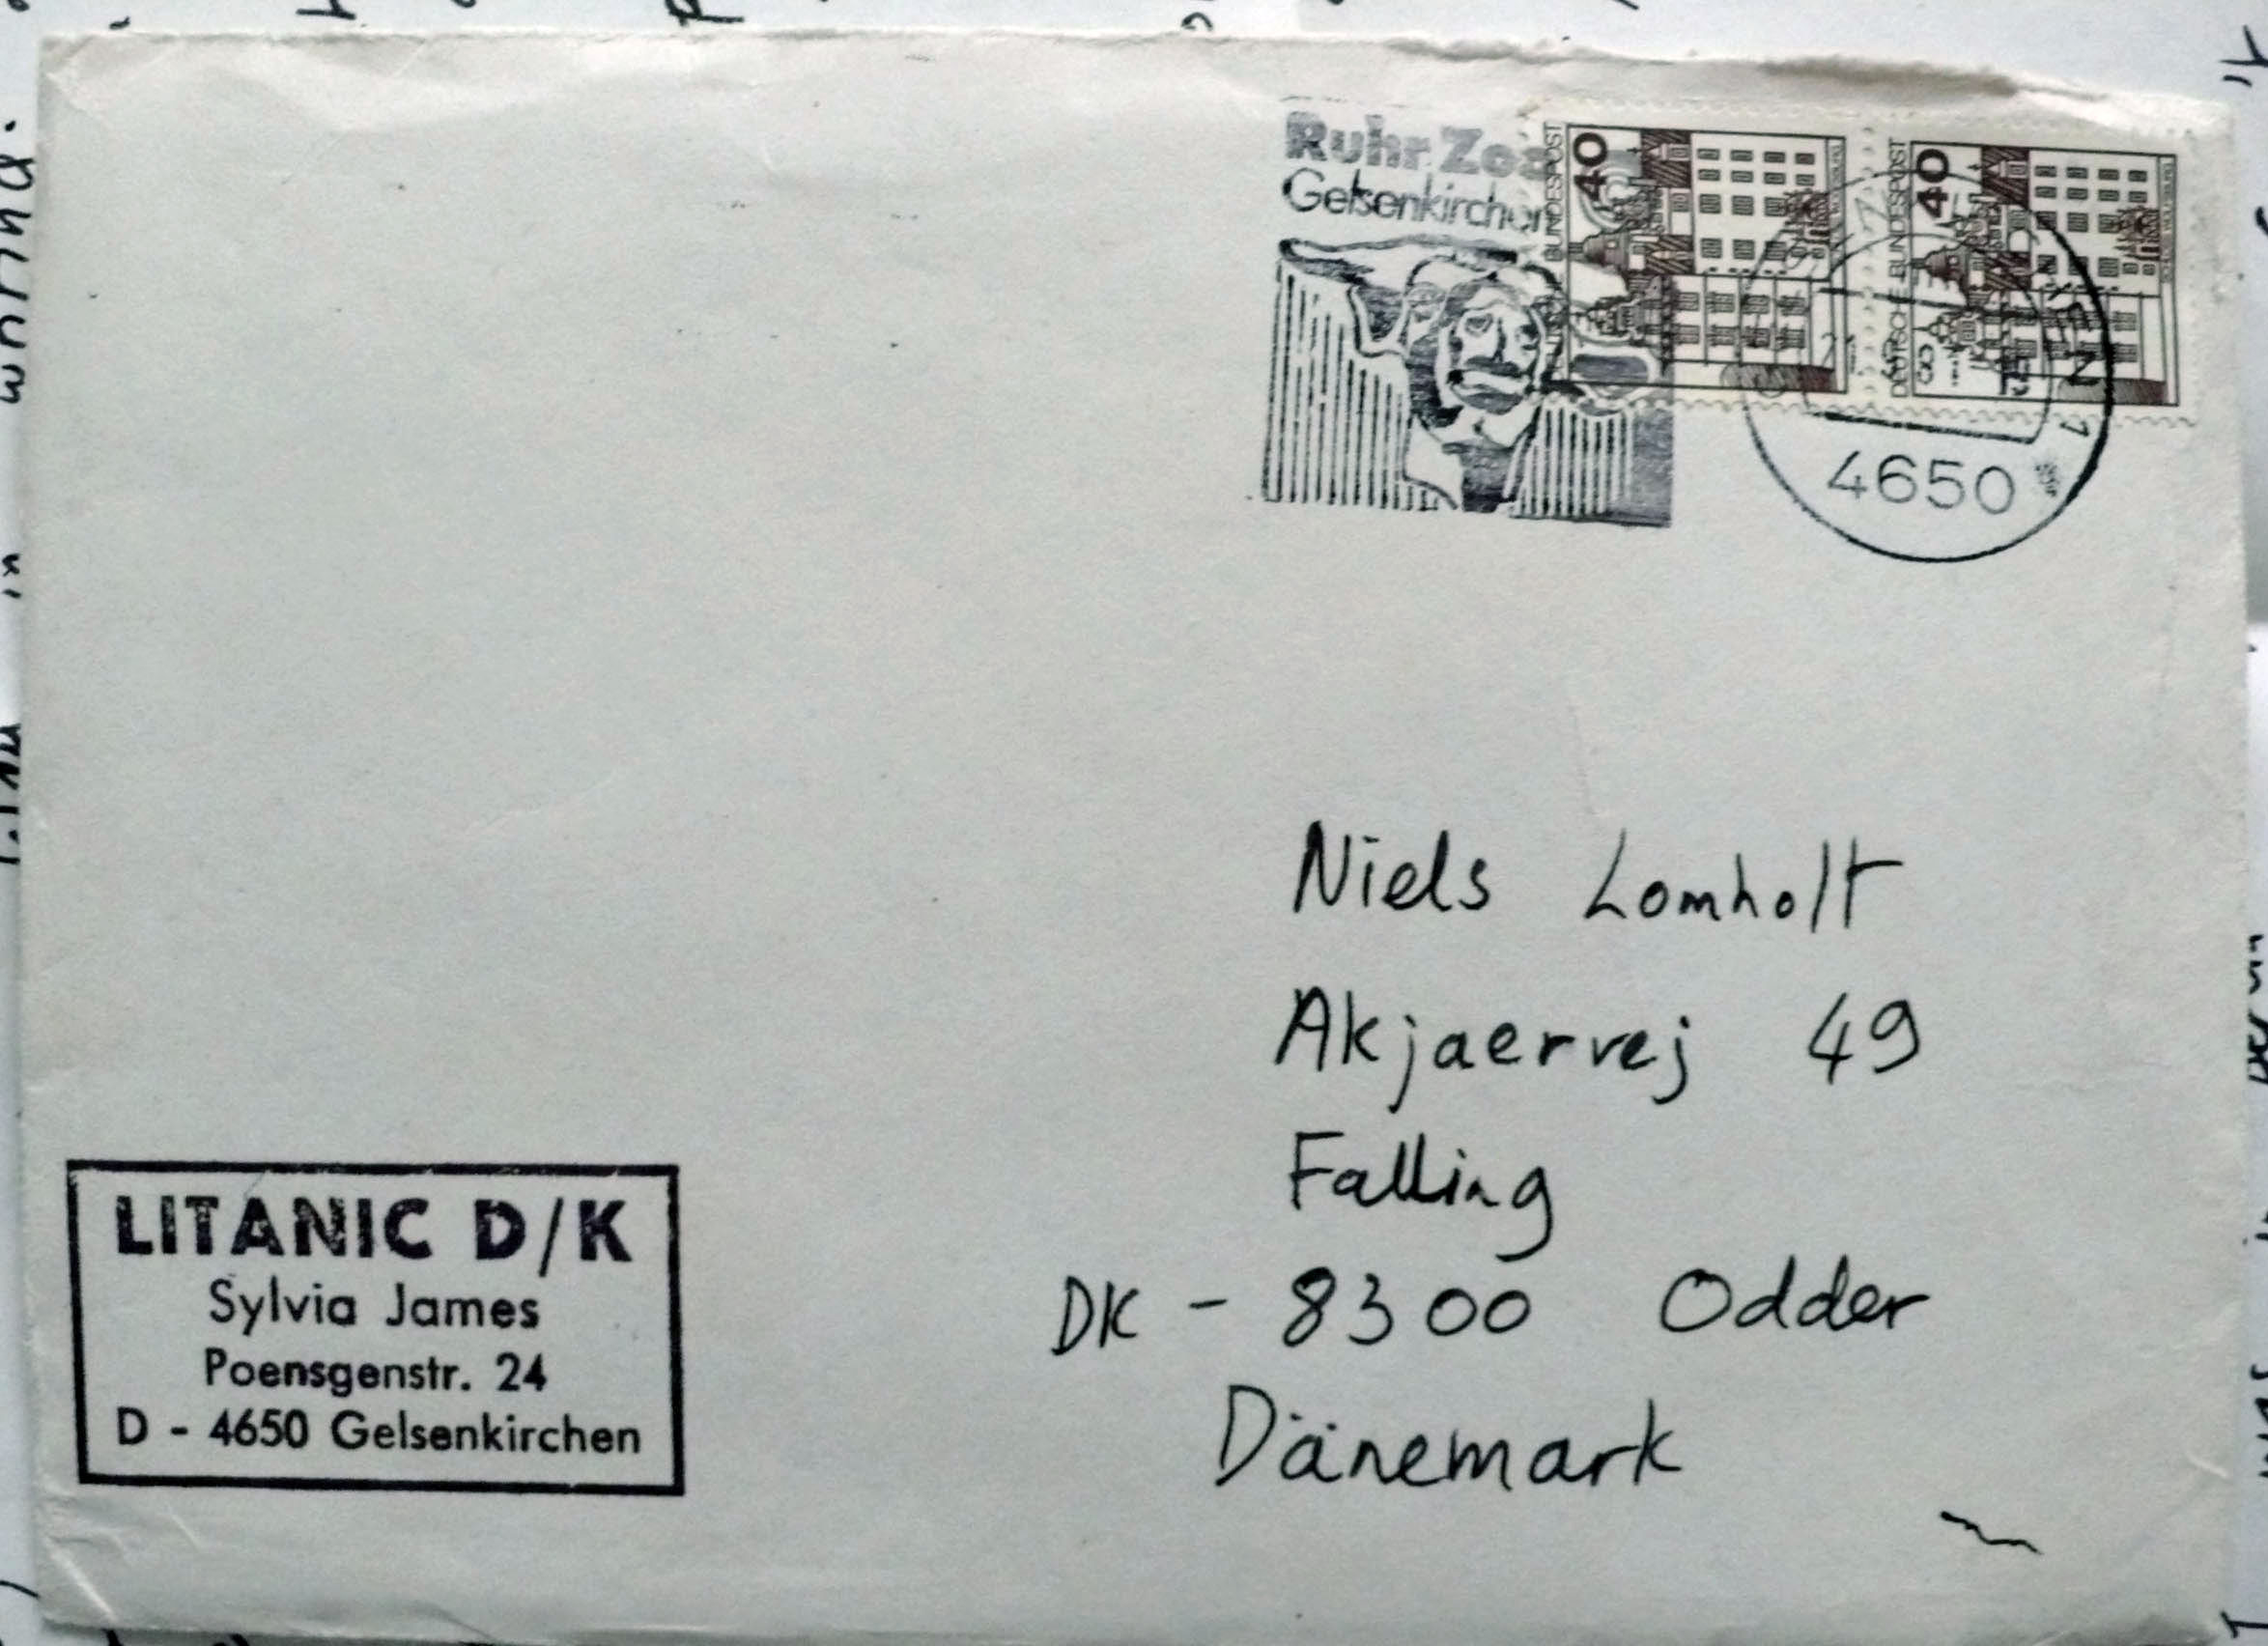 Ruhr Zoo
Gelsenkirchen
DEUTSCHE BUNDESPOST
40
BUNDESPOST
40
4650
Niels Lomholt
Akjaervej 49
Falling
DK - 8300 Odder
Dänemark
LITANIC D/K
Sylvia James
Poensgenstr. 24
D - 4650 Gelsenkirchen